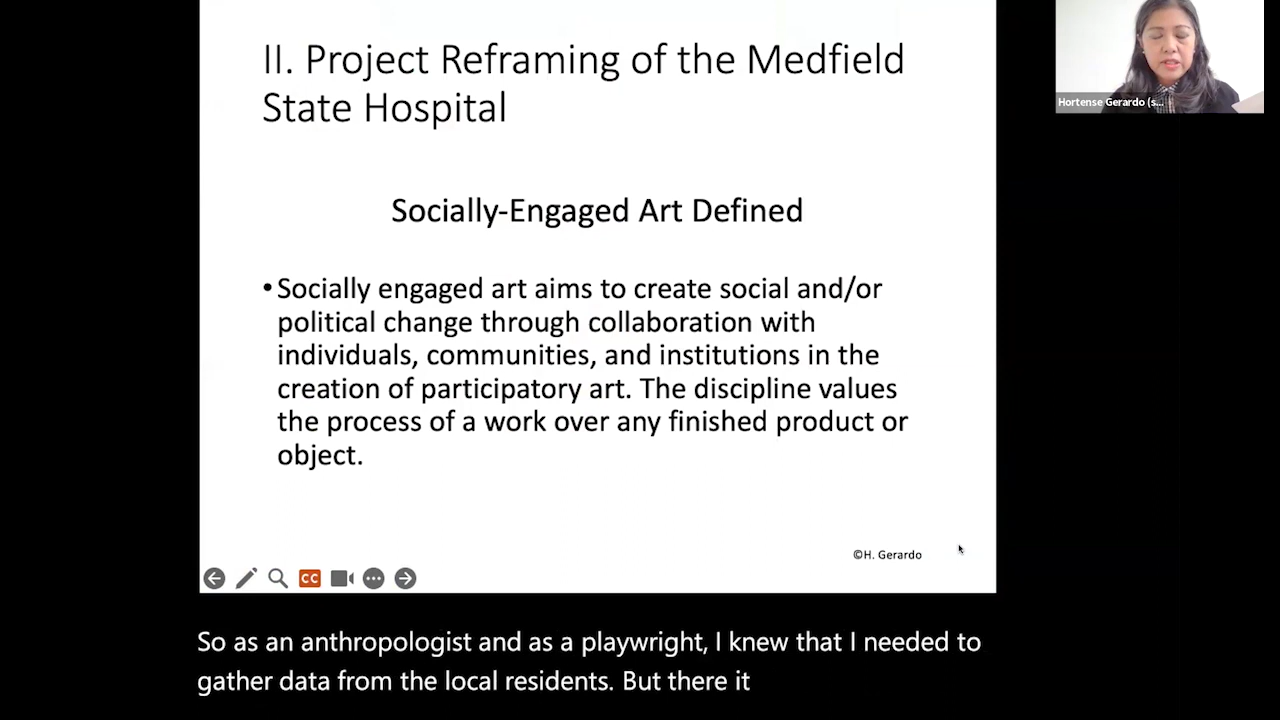 II. Project Reframing of the Medfield
State Hospital
Hortense Gerardo (s...
Socially-Engaged Art Defined
• Socially engaged art aims to create social and/or
political change through collaboration with
individuals, communities, and institutions in the
creation of participatory art. The discipline values
the process of a work over any finished product or
object.
©H. Gerardo
CC
So as an anthropologist and as a playwright, I knew that I needed to
gather data from the local residents. But there it